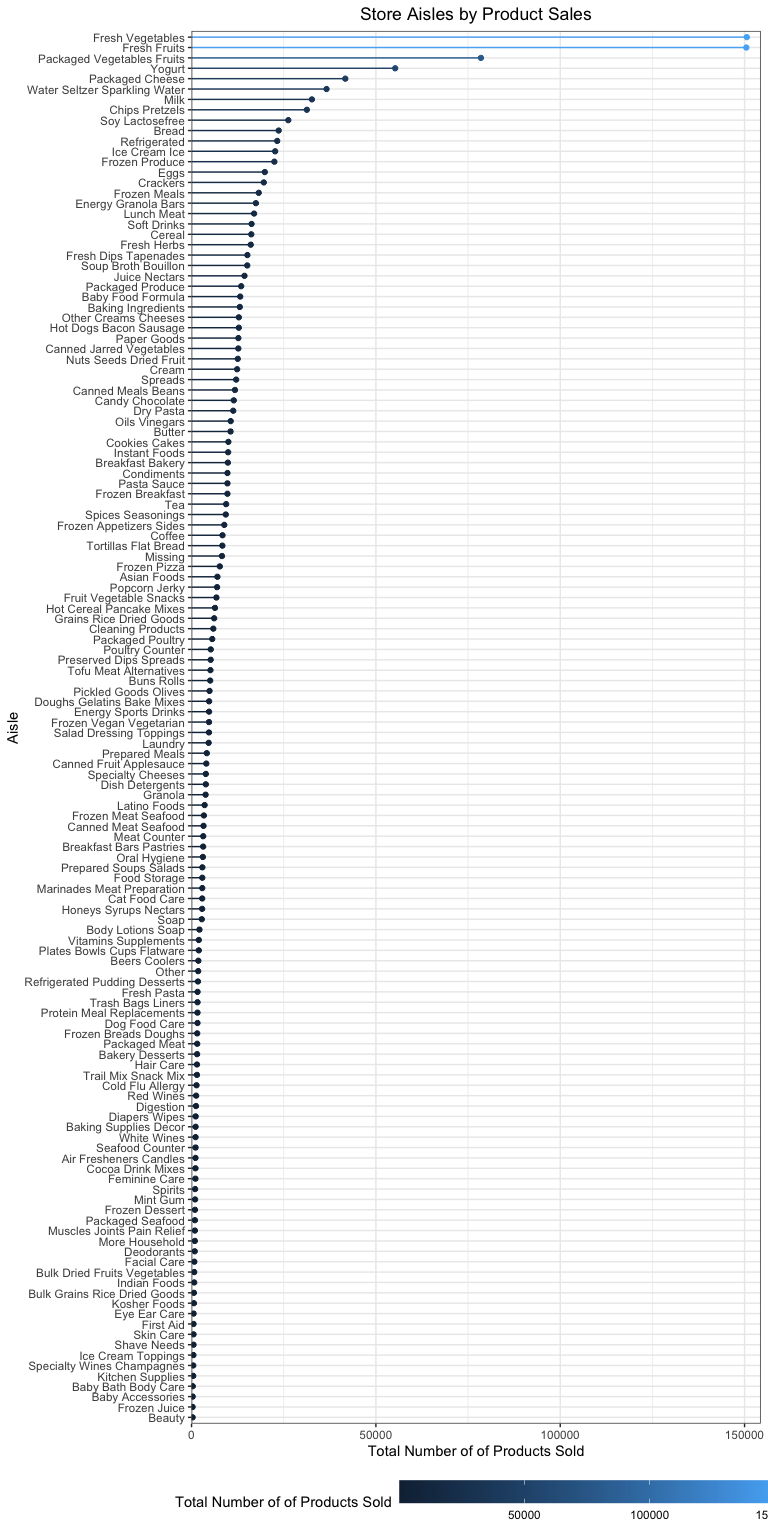 Store Aisles by Product Sales
Fresh Vegetables
Fresh Fruits
Packaged Vegetables Fruits
Yogurt
Packaged Cheese
Water Seltzer Sparkling Water
Milk
Chips Pretzels
Soy Lactosefree
Bread
Refrigerated
Ice Cream Ice
Frozen Produce
Eggs
Crackers
Frozen Meals
Energy Granola Bars
Lunch Meat
Soft Drinks
Cereal
Fresh Herbs
Fresh Dips Tapenades
Soup Broth Bouillon
Juice Nectars
Packaged Produce
Baby Food Formula
Baking Ingredients
Other Creams Cheeses
Hot Dogs Bacon Sausage
Paper Goods
Canned Jarred Vegetables
Nuts Seeds Dried Fruit
Cream
Spreads
Canned Meals Beans
Candy Chocolate
Dry Pasta
Oils Vinegars
Butter
Cookies Cakes
Instant Foods
Breakfast Bakery
Condiments
Pasta Sauce
Frozen Breakfast
Tea
Spices Seasonings
Frozen Appetizers Sides
Coffee
Tortillas Flat Bread
Missing
Frozen Pizza
Asian Foods
Popcorn Jerky
Fruit Vegetable Snacks
Hot Cereal Pancake Mixes
Grains Rice Dried Goods
Cleaning Products
Packaged Poultry
Poultry Counter
Preserved Dips Spreads
Tofu Meat Alternatives
Buns Rolls
Pickled Goods Olives
Doughs Gelatins Bake Mixes
Energy Sports Drinks
Frozen Vegan Vegetarian
Salad Dressing Toppings
Laundry
Prepared Meals
Canned Fruit Applesauce
Specialty Cheeses
Dish Detergents
Granola
Latino Foods
Frozen Meat Seafood
Canned Meat Seafood
Meat Counter
Breakfast Bars Pastries
Oral Hygiene
Prepared Soups Salads
Food Storage
Marinades Meat Preparation
Cat Food Care
Honeys Syrups Nectars
Soap
Body Lotions Soap
Vitamins Supplements
Plates Bowls Cups Flatware
Beers Coolers
Other
Refrigerated Pudding Desserts
Fresh Pasta
Trash Bags Liners
Protein Meal Replacements
Dog Food Care
Frozen Breads Doughs
Packaged Meat
Bakery Desserts
Hair Care
Trail Mix Snack Mix
Cold Flu Allergy
Red Wines
Digestion
Diapers Wipes
Baking Supplies Decor
White Wines
Seafood Counter
Air Fresheners Candles
Cocoa Drink Mixes
Feminine Care
Spirits
Mint Gum
Frozen Dessert
Packaged Seafood
Muscles Joints Pain Relief
More Household
Deodorants
Facial Care
Bulk Dried Fruits Vegetables
Indian Foods
Bulk Grains Rice Dried Goods
Kosher Foods
Eye Ear Care
First Aid
Skin Care
Shave Needs
Ice Cream Toppings
Specialty Wines Champagnes
Kitchen Supplies
Baby Bath Body Care
Baby Accessories
Frozen Juice
Beauty
Aisle
0 50000 100000 150000
Total Number of of Products Sold
Total Number of of Products Sold
50000 100000 15